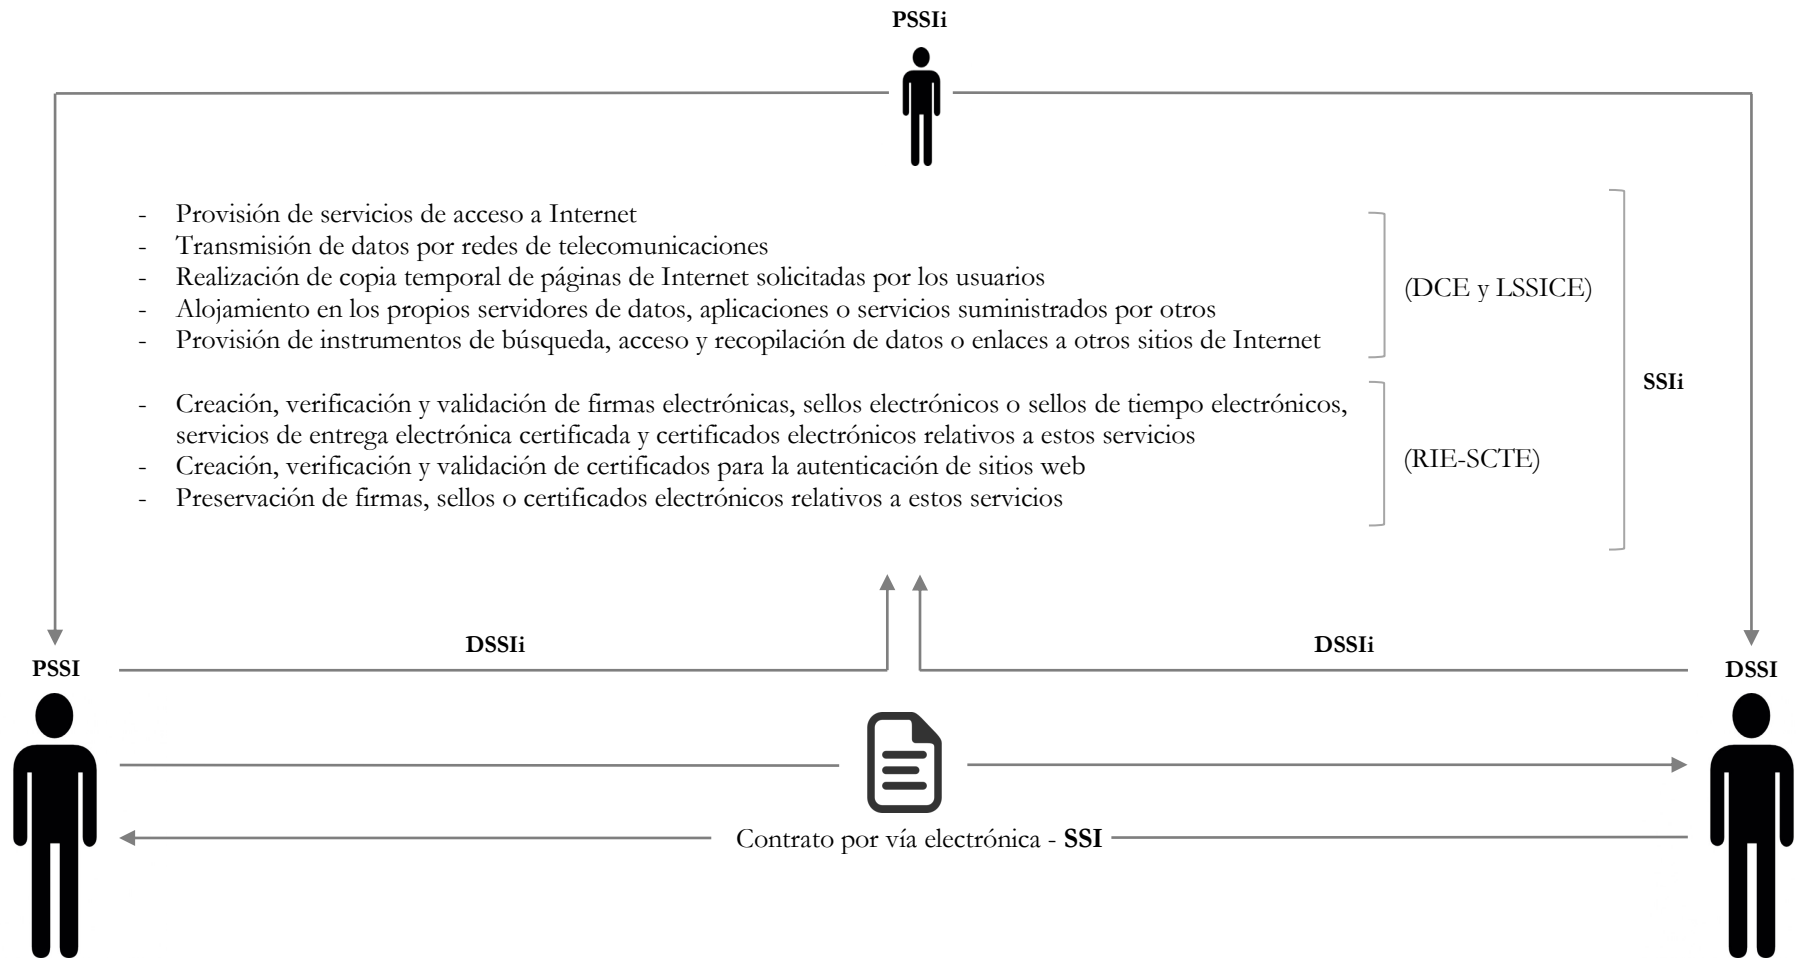 PSSIi
- Provisión de servicios de acceso a Internet
- Transmisión de datos por redes de telecomunicaciones
- Realización de copia temporal de páginas de Internet solicitadas por los usuarios
- Alojamiento en los propios servidores de datos, aplicaciones o servicios suministrados por otros
- Provisión de instrumentos de búsqueda, acceso y recopilación de datos o enlaces a otros sitios de Internet
(DCE y LSSICE)
- Creación, verificación y validación de firmas electrónicas, sellos electrónicos o sellos de tiempo electrónicos,
servicios de entrega electrónica certificada y certificados electrónicos relativos a estos servicios
- Creación, verificación y validación de certificados para la autenticación de sitios web
- Preservación de firmas, sellos o certificados electrónicos relativos a estos servicios
(RIE-SCTE)
SSIi
DSSIi
DSSIi
PSSI
DSSI
Contrato por vía electrónica - SSI